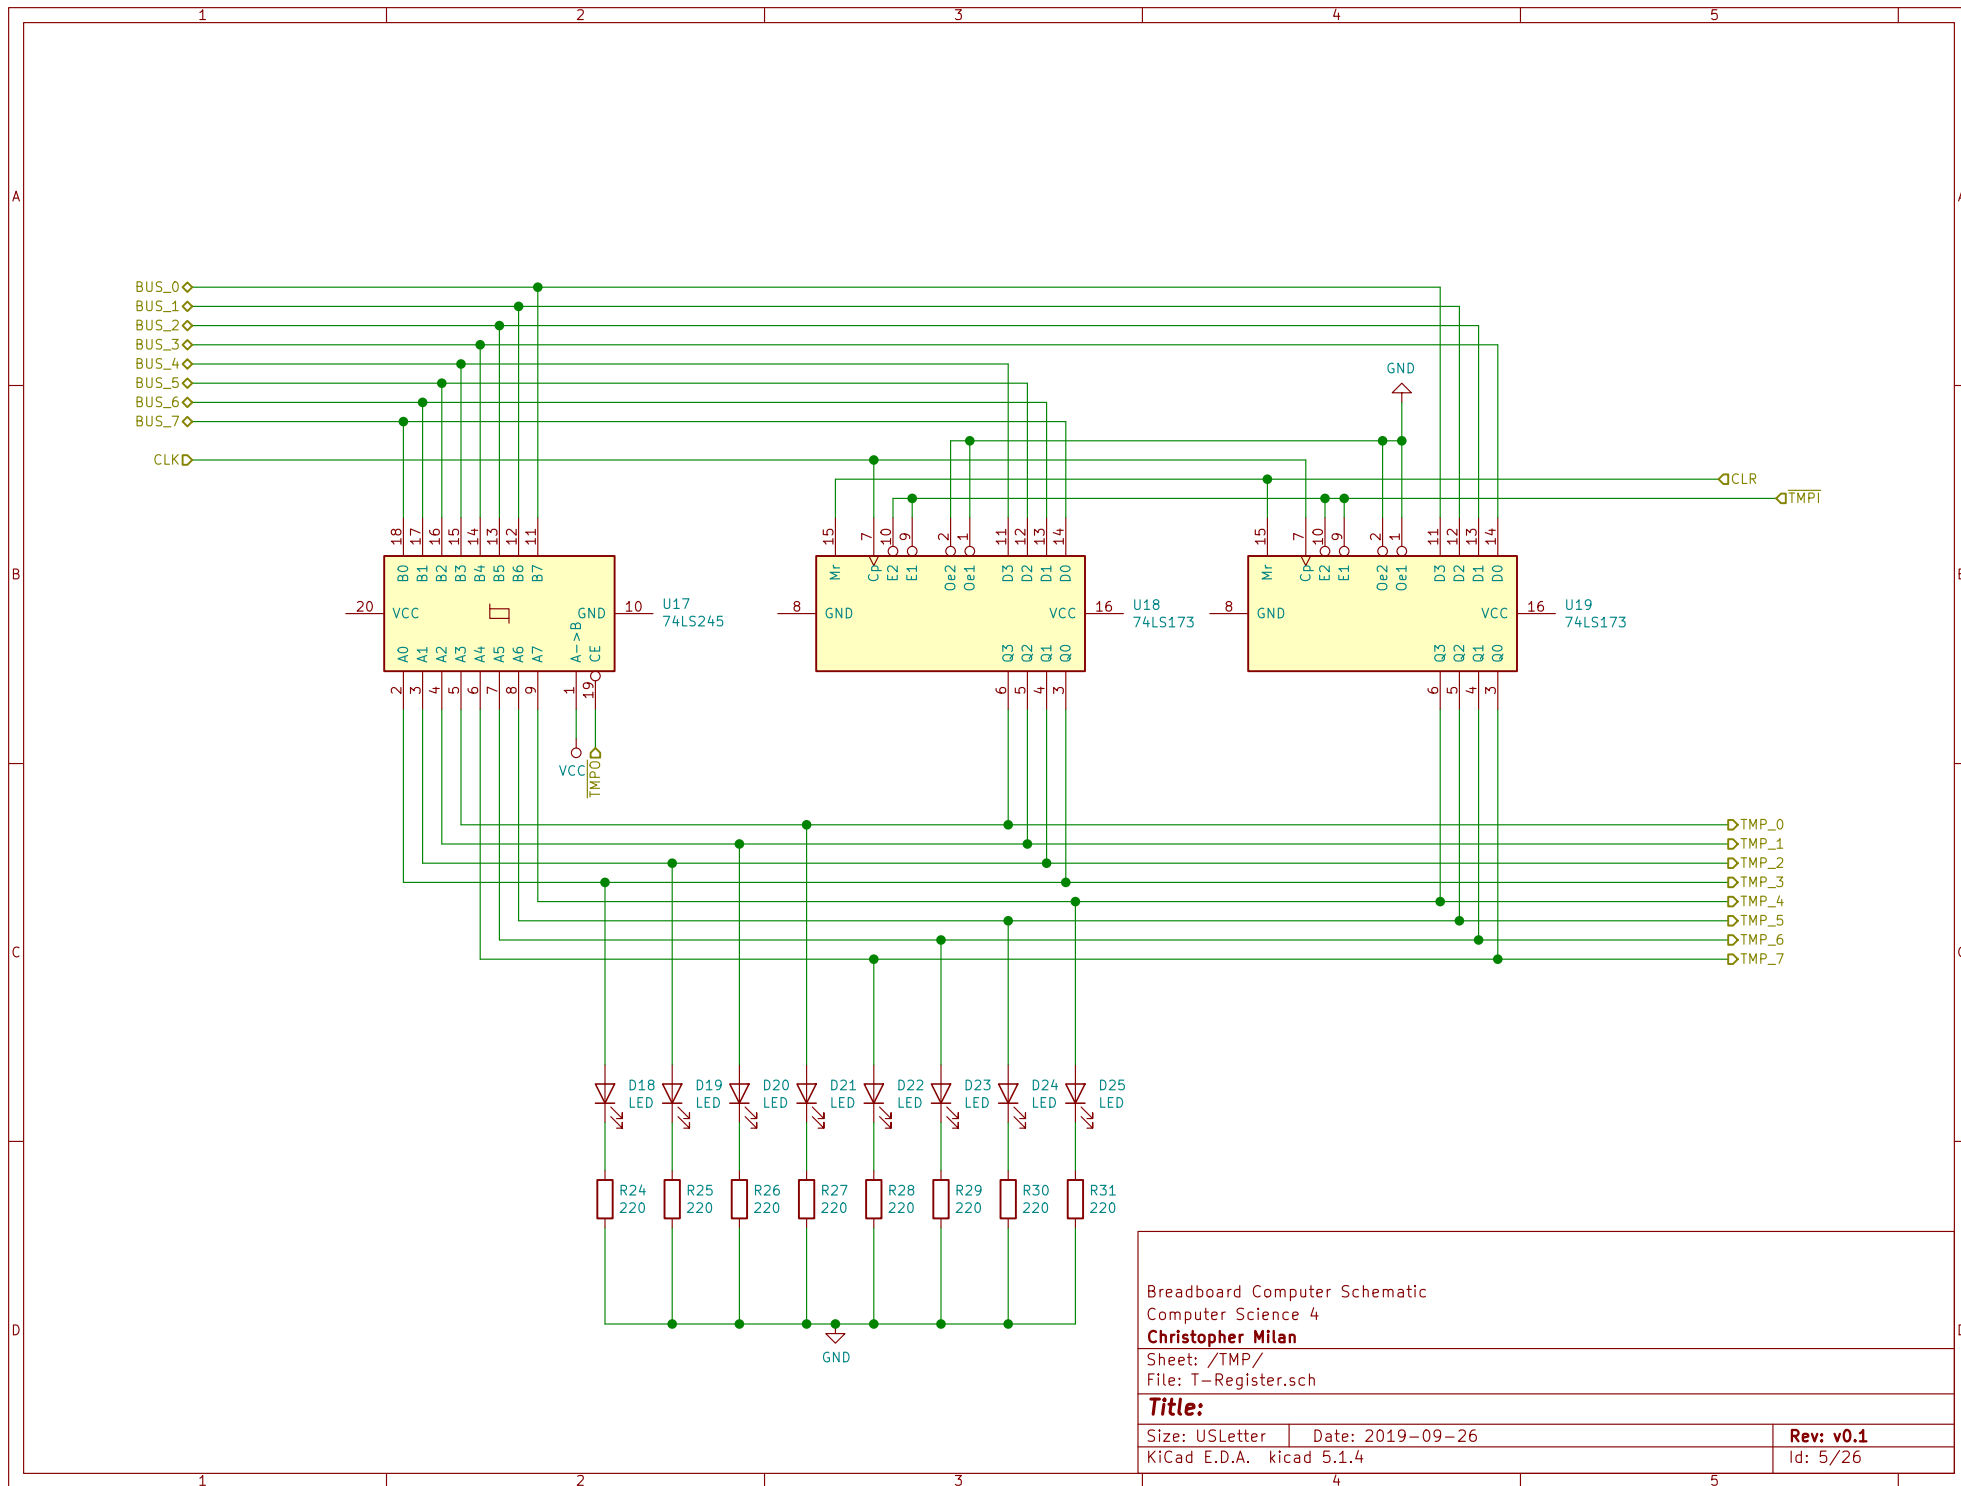 1 2 3 4 5
A
BUS_0
BUS_1
BUS_2
BUS_3
BUS_4
BUS_5
BUS_6
BUS_7
CLK
GND
CLR
TMPI
18 17 16 15 14 13 12 11
15 7 10 9 2 1 11 12 13 14
15 7 10 9 2 1 11 12 13 14
B
B0 B1 B2 B3 B4 B5 B6 B7
Mr Cp E2 E1 Oe2 Oe1 D3 D2 D1 D0
Mr Cp E2 E1 Oe2 Oe1 D3 D2 D1 D0
20 VCC GND 10
U17
74LS245
8 GND VCC 16
U18
74LS173
8 GND VCC 16
U19
74LS173
A0 A1 A2 A3 A4 A5 A6 A7 A->B CE
Q3 Q2 Q1 Q0
Q3 Q2 Q1 Q0
2 3 4 5 6 7 8 9 1 19
6 5 4 3
6 5 4 3
VCC
TMPO
TMP_0
TMP_1
TMP_2
TMP_3
TMP_4
TMP_5
TMP_6
TMP_7
C
D18 D19 D20 D21 D22 D23 D24 D25
LED LED LED LED LED LED LED LED
R24 R25 R26 R27 R28 R29 R30 R31
220 220 220 220 220 220 220 220
D
GND
Breadboard Computer Schematic
Computer Science 4
Christopher Milan
Sheet: /TMP/
File: T-Register.sch
Title:
Size: USLetter Date: 2019-09-26 Rev: v0.1
KiCad E.D.A. kicad 5.1.4 Id: 5/26
1 2 3 4 5